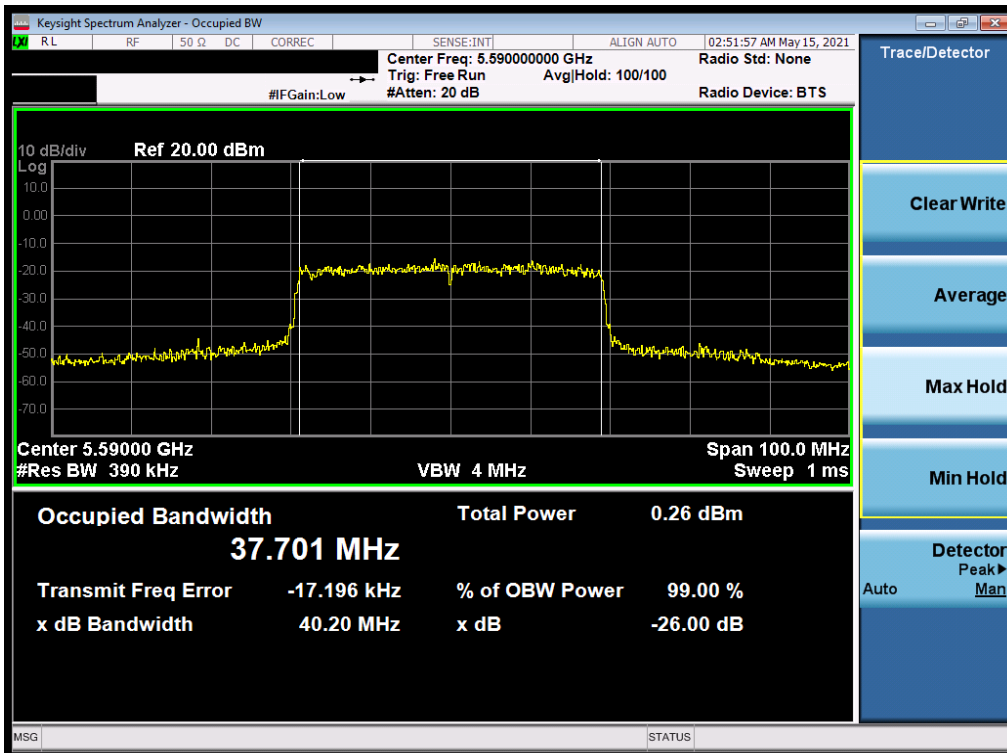 Keysight Spectrum Analyzer - Occupied BW
LXI RL RF 50 Ω DC CORREC SENSE:INT ALIGN AUTO 02:51:57 AM May 15, 2021
Center Freq: 5.590000000 GHz Radio Std: None
Trig: Free Run Avg|Hold: 100/100
#IFGain:Low #Atten: 20 dB Radio Device: BTS
Trace/Detector
10 dB/div Ref 20.00 dBm
Log
10.0
0.00
-10.0
-20.0
-30.0
-40.0
-50.0
-60.0
-70.0
Center 5.59000 GHz Span 100.0 MHz
#Res BW 390 kHz VBW 4 MHz Sweep 1 ms
Occupied Bandwidth Total Power 0.26 dBm
37.701 MHz
Transmit Freq Error -17.196 kHz % of OBW Power 99.00 %
x dB Bandwidth 40.20 MHz x dB -26.00 dB
Clear Write
Average
Max Hold
Min Hold
Detector
Peak▶
Auto Man
MSG STATUS